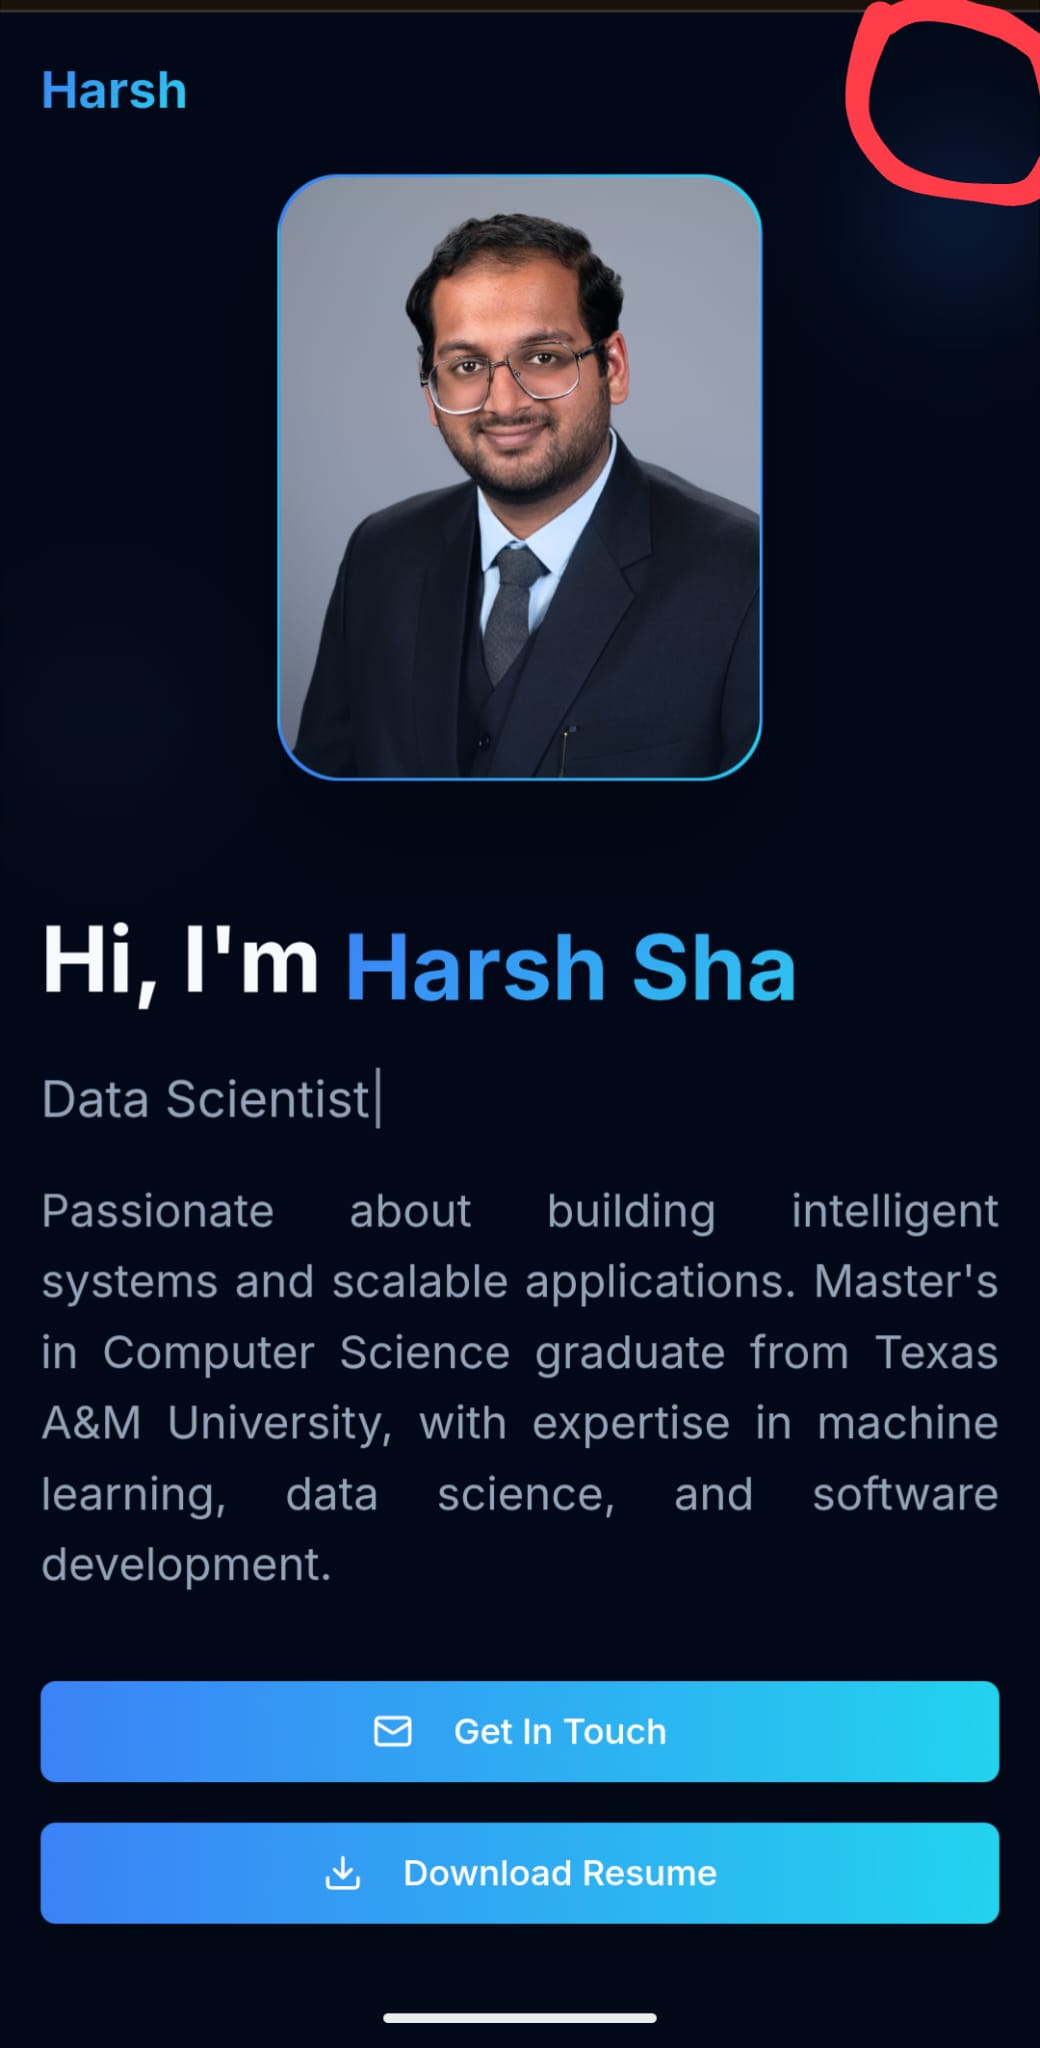 Harsh
Hi, I'm Harsh Sha
Data Scientist|
Passionate about building intelligent
systems and scalable applications. Master's
in Computer Science graduate from Texas
A&M University, with expertise in machine
learning, data science, and software
development.
Get In Touch
Download Resume